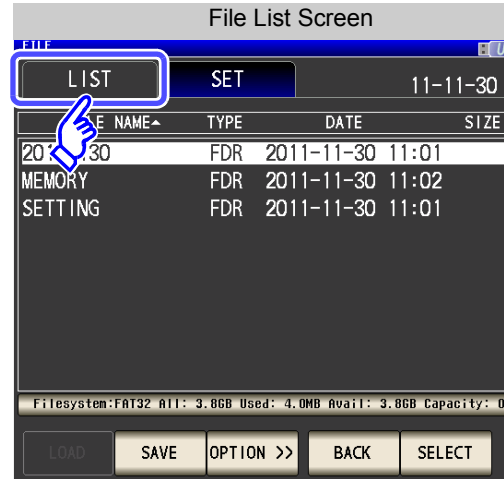 File List Screen
FILE
LIST SET 11-11-30
NAME▲ TYPE DATE SIZE
FDR 2011-11-30 11:01
MEMORY FDR 2011-11-30 11:02
SETTING FDR 2011-11-30 11:01
Filesystem:FAT32 All: 3.8GB Used: 4.0MB Avail: 3.8GB Capacity: 0
LOAD SAVE OPTION >> BACK SELECT